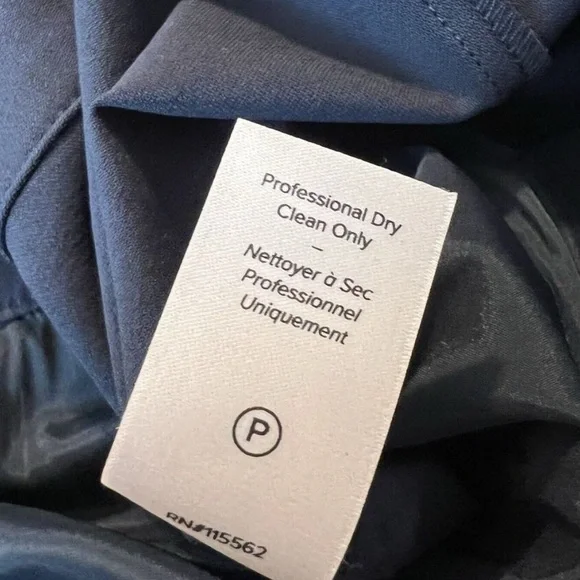 Professional Dry
Clean Only
–
Nettoyer à Sec
Professionnel
Uniquement
P
RN#115562